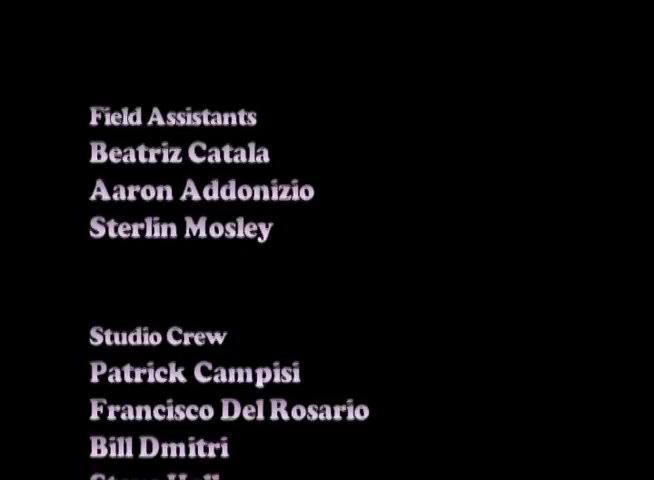 Field Assistants
Beatriz Catala
Aaron Addonizio
Sterlin Mosley
Studio Crew
Patrick Campisi
Francisco Del Rosario
Bill Dmitri